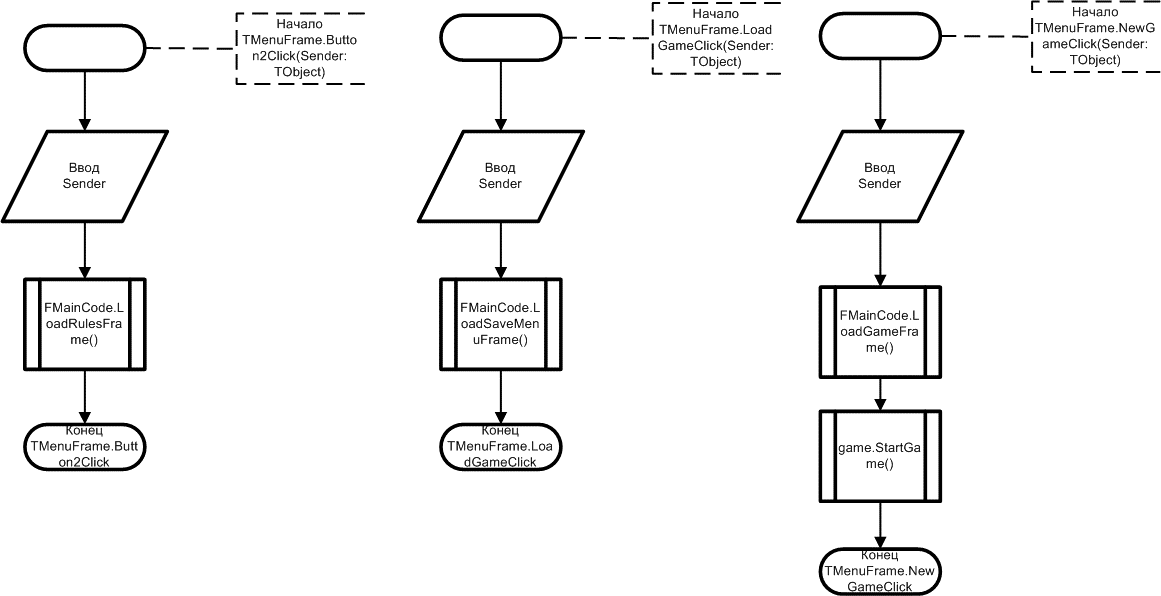 Начало
TMenuFrame.Butto
n2Click(Sender:
TObject)
Ввод
Sender
FMainCode.L
oadRulesFra
me()
Конец
TMenuFrame.Butt
on2Click
Начало
TMenuFrame.Load
GameClick(Sender:
TObject)
Ввод
Sender
FMainCode.L
oadSaveMen
uFrame()
Конец
TMenuFrame.Loa
dGameClick
Начало
TMenuFrame.NewG
ameClick(Sender:
TObject)
Ввод
Sender
FMainCode.L
oadGameFra
me()
game.StartGa
me()
Конец
TMenuFrame.New
GameClick